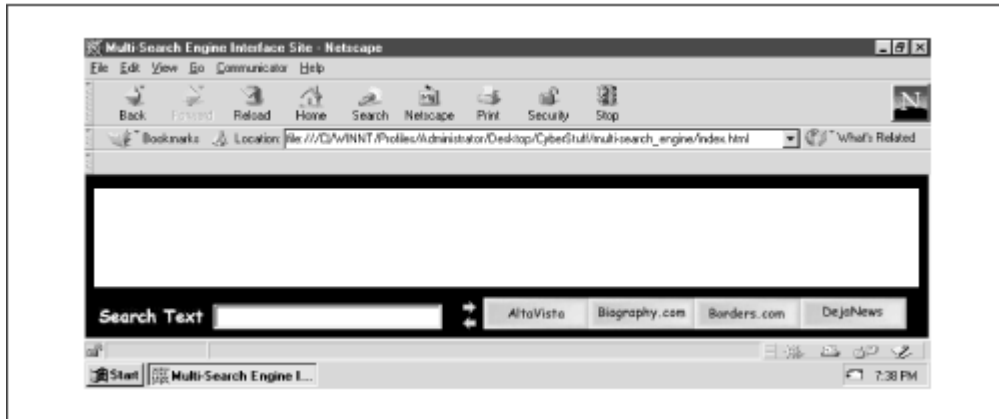 Multi-Search Engine Interface Site - Netscape
File Edit View Go Communicator Help
Back Forward Reload Home Search Netscape Print Security Stop
N
Bookmarks Location: file:///C|/WINNT/Profiles/Administrator/Desktop/CyberStuff/multi-search_engine/index.html What's Related
Search Text AltaVista Biography.com Borders.com DejaNews
Start Multi-Search Engine I... 7:38 PM